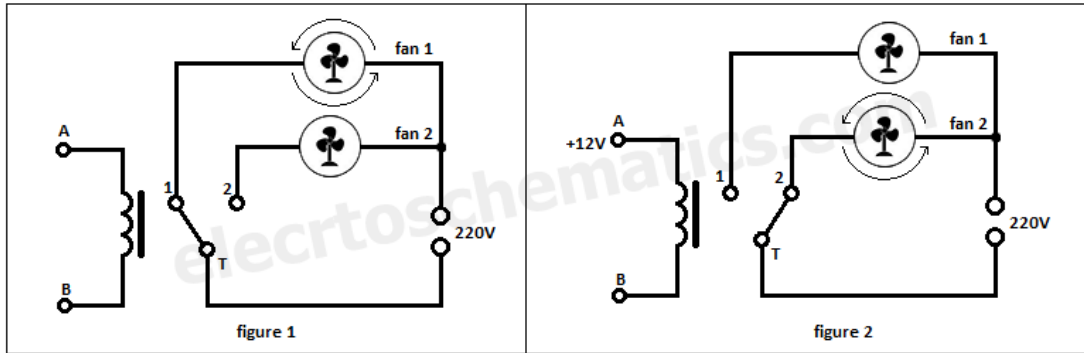 fan 1
A
fan 2
1
2
220V
T
B
figure 1
fan 1
A
fan 2
+12V
1
2
220V
T
B
figure 2
elecrtoschematics.com